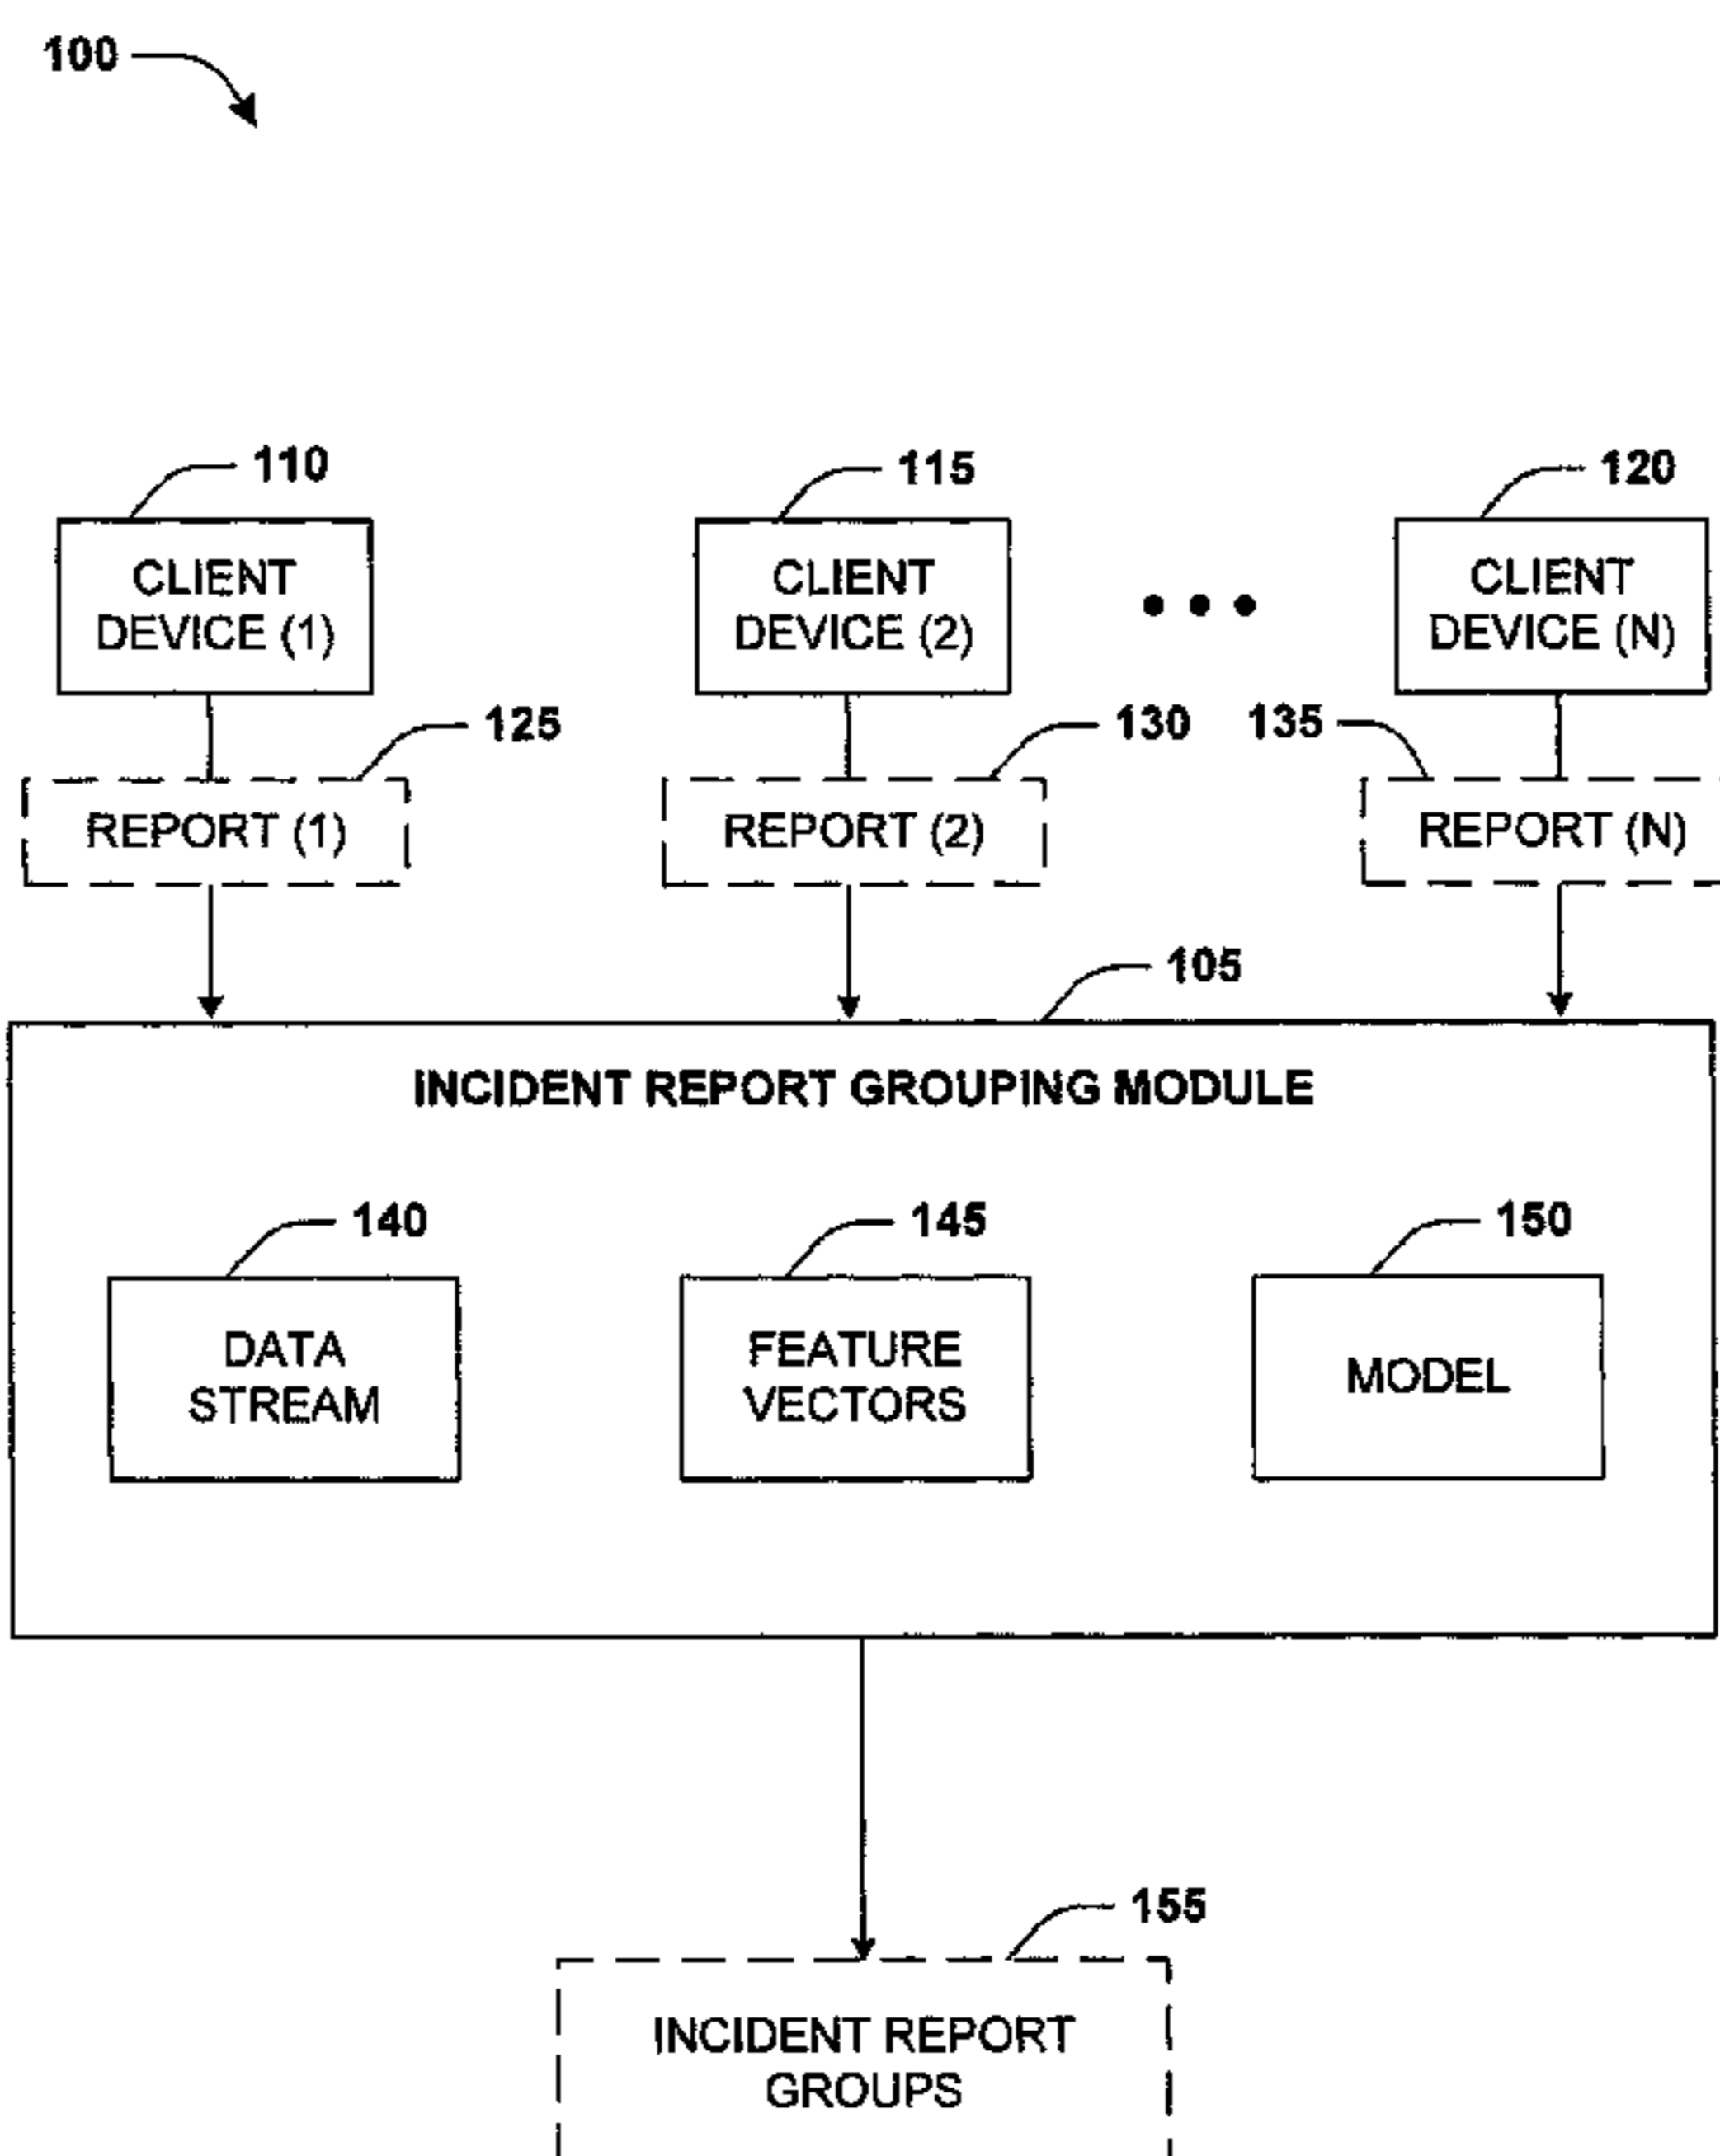 100
110
115
120
CLIENT
DEVICE (1)
CLIENT
DEVICE (2)
CLIENT
DEVICE (N)
125
130
135
REPORT (1)
REPORT (2)
REPORT (N)
105
INCIDENT REPORT GROUPING MODULE
140
145
150
DATA
STREAM
FEATURE
VECTORS
MODEL
155
INCIDENT REPORT
GROUPS